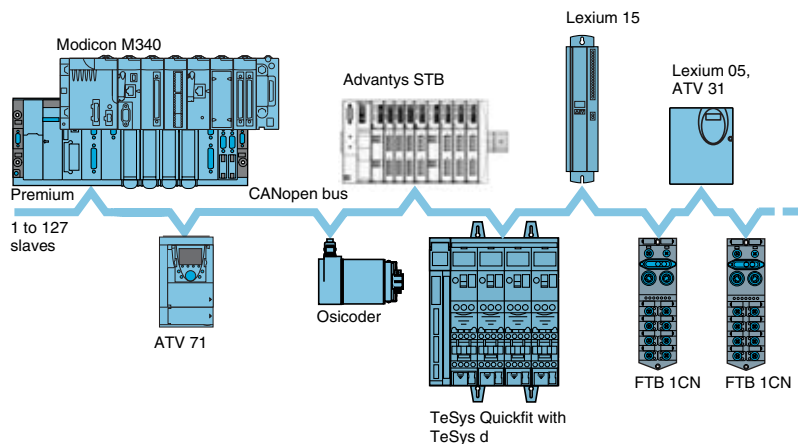 Modicon M340
Lexium 15
Advantys STB
Lexium 05,
ATV 31
Premium
CANopen bus
1 to 127
slaves
Osicoder
ATV 71
FTB 1CN
FTB 1CN
TeSys Quickfit with
TeSys d